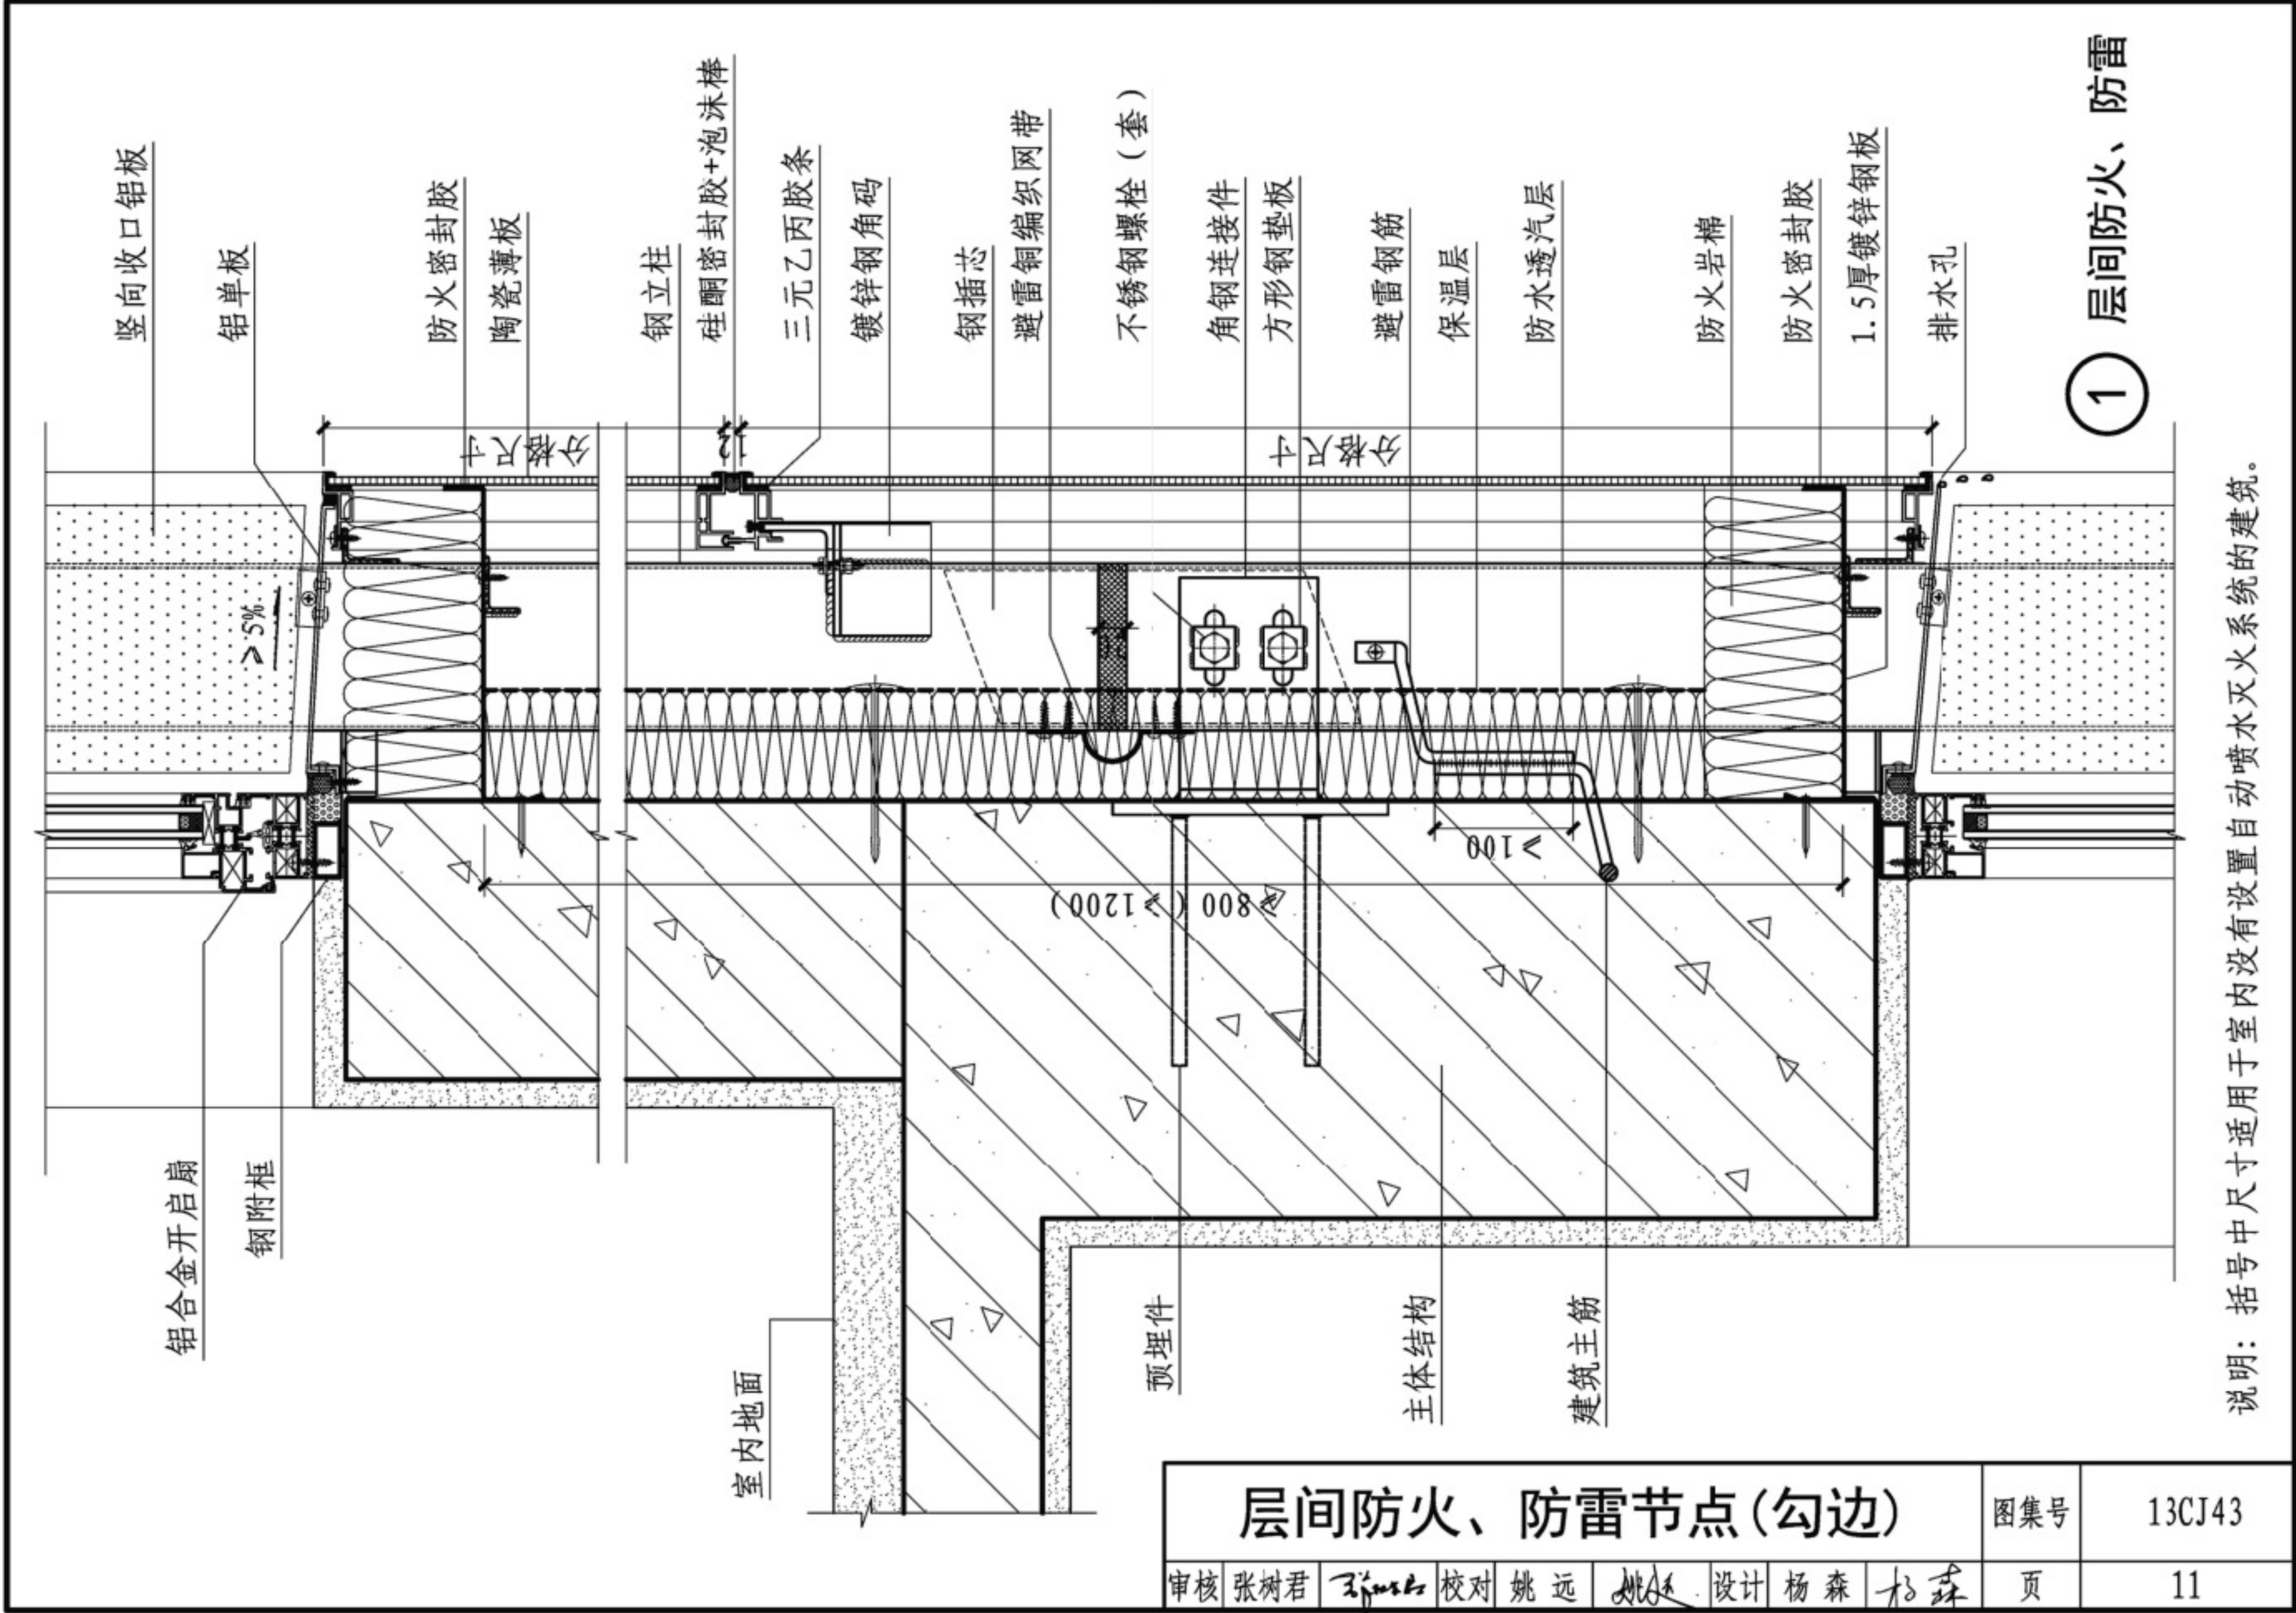 竖向收口铝板
铝单板
防火密封胶
陶瓷薄板
钢立柱
硅酮密封胶+泡沫棒
三元乙丙胶条
镀锌钢角码
钢插芯
避雷铜编织网带
不锈钢螺栓（套）
角钢连接件
方形钢垫板
避雷钢筋
保温层
防水透汽层
防火岩棉
防火密封胶
1.5厚镀锌钢板
排水孔
① 层间防火、防雷
分格尺寸
12
分格尺寸
≥5%
≥100
≥800（≥1200）
铝合金开启扇
钢附框
室内地面
预埋件
主体结构
建筑主筋
说明：括号中尺寸适用于室内没有设置自动喷水灭火系统的建筑。
层间防火、防雷节点(勾边)
图集号
13CJ43
审核 张树君 校对 姚远 姚远 设计 杨森 杨森
页
11